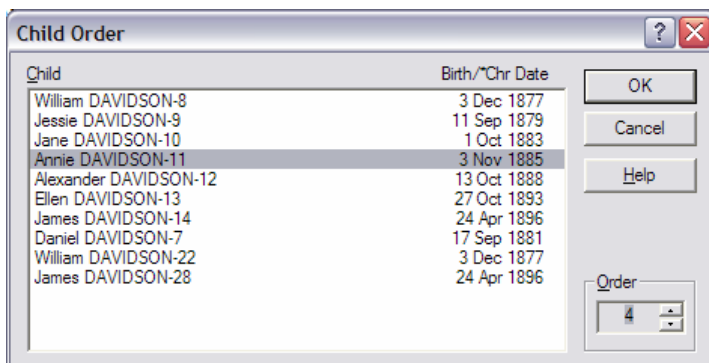 Child Order
Child Birth/*Chr Date
William DAVIDSON-8 3 Dec 1877
Jessie DAVIDSON-9 11 Sep 1879
Jane DAVIDSON-10 1 Oct 1883
Annie DAVIDSON-11 3 Nov 1885
Alexander DAVIDSON-12 13 Oct 1888
Ellen DAVIDSON-13 27 Oct 1893
James DAVIDSON-14 24 Apr 1896
Daniel DAVIDSON-7 17 Sep 1881
William DAVIDSON-22 3 Dec 1877
James DAVIDSON-28 24 Apr 1896
OK
Cancel
Help
Order
4